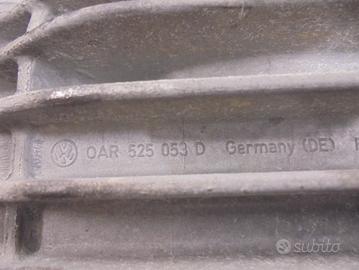 0AR 525 053 D Germany (DE)
subito